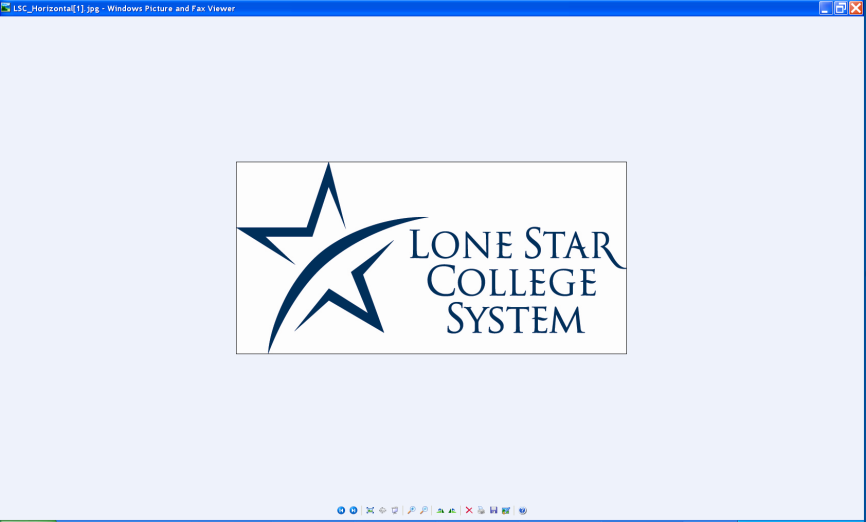 LSC_Horizontal[1].jpg - Windows Picture and Fax Viewer
LONE STAR
COLLEGE
SYSTEM